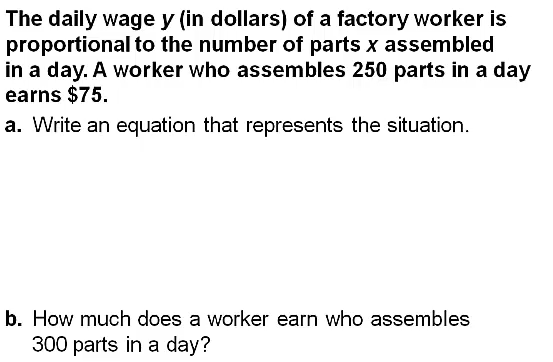 The daily wage y (in dollars) of a factory worker is
proportional to the number of parts x assembled
in a day. A worker who assembles 250 parts in a day
earns $75.
a. Write an equation that represents the situation.
b. How much does a worker earn who assembles
300 parts in a day?